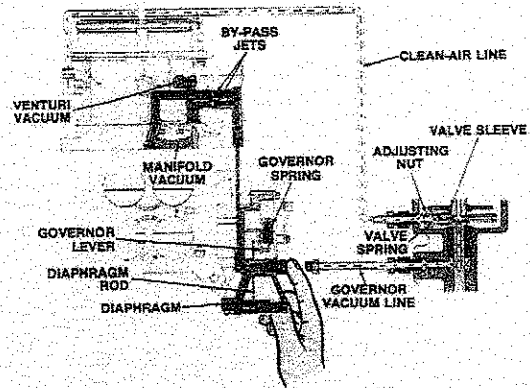 BY-PASS
JETS
CLEAN-AIR LINE
VENTURI
VACUUM
VALVE SLEEVE
ADJUSTING
NUT
MANIFOLD
VACUUM
GOVERNOR
SPRING
GOVERNOR
LEVER
VALVE
SPRING
DIAPHRAGM
ROD
GOVERNOR
VACUUM LINE
DIAPHRAGM